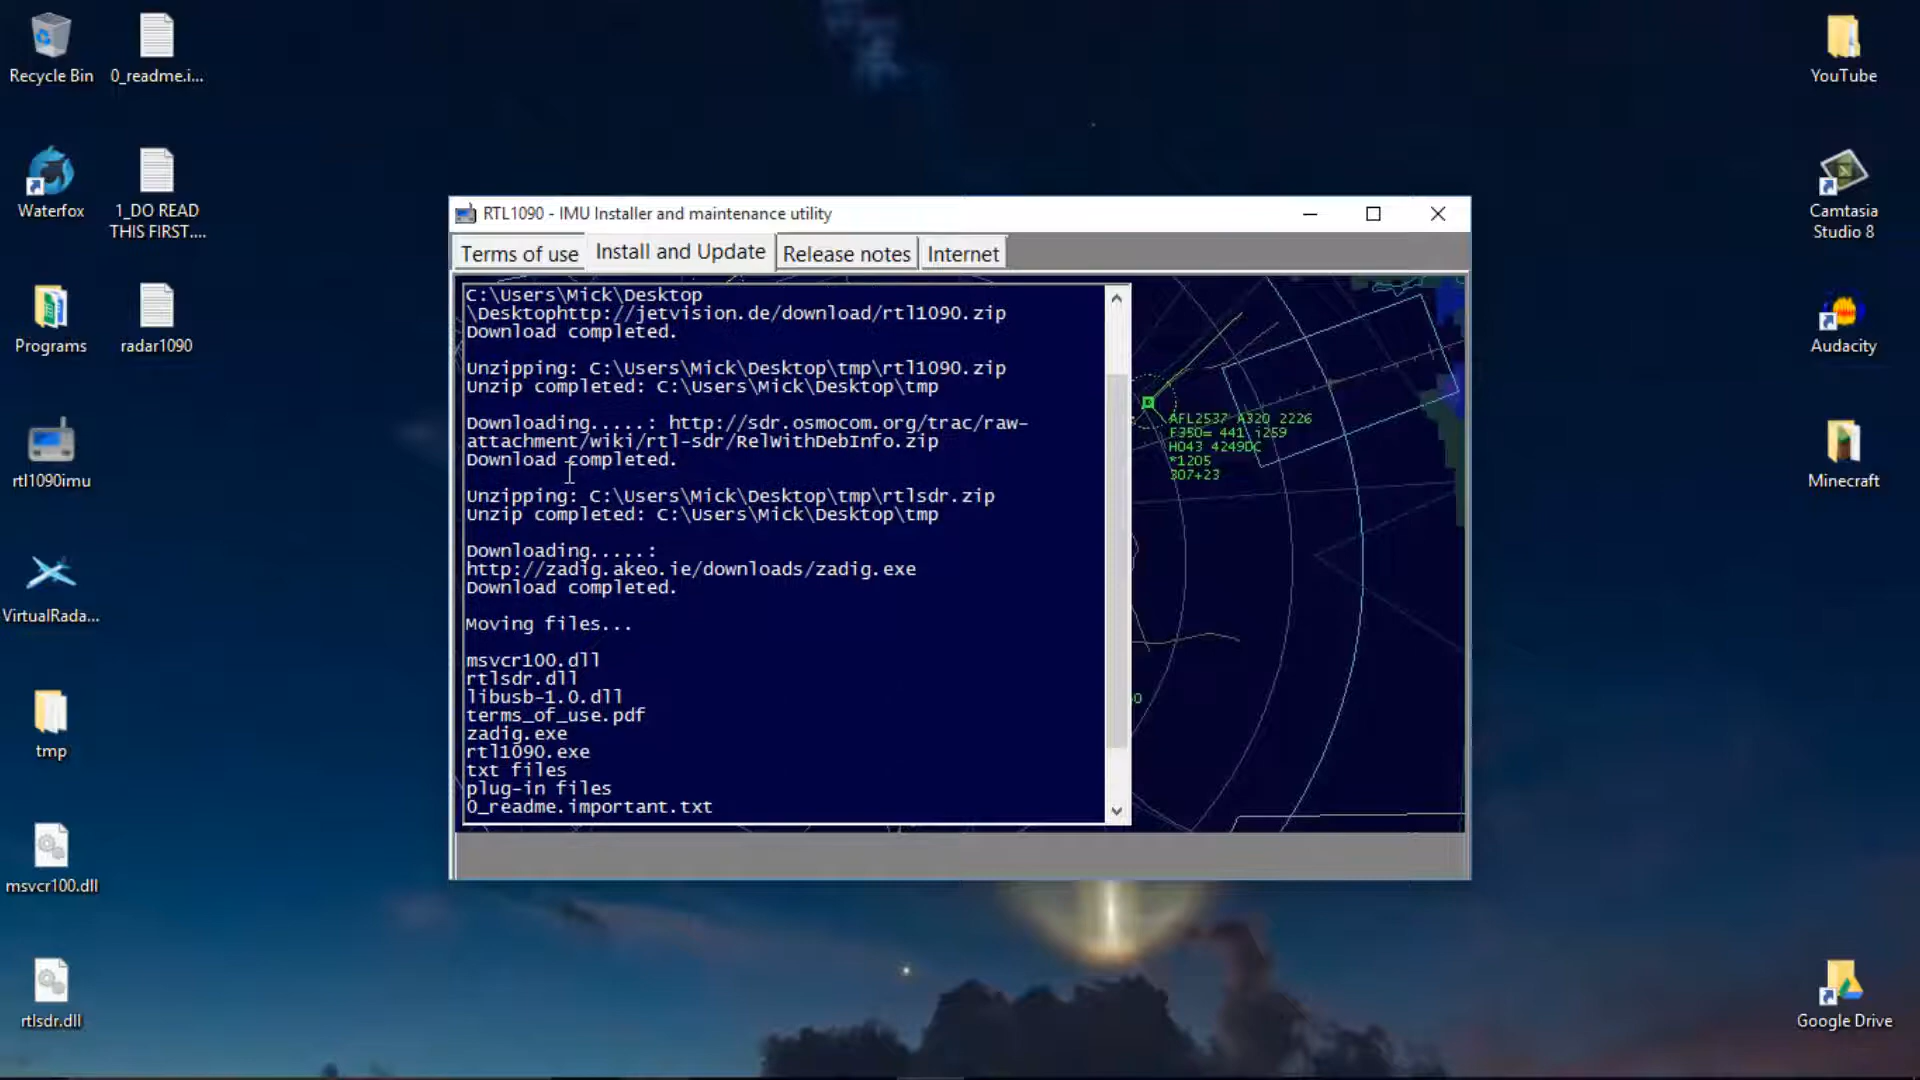 Recycle Bin
0_readme.i...
YouTube
Waterfox
1_DO READ
THIS FIRST....
Camtasia
Studio 8
Programs
radar1090
Audacity
rtl1090imu
Minecraft
VirtualRada...
tmp
msvcr100.dll
rtlsdr.dll
Google Drive
RTL1090 - IMU Installer and maintenance utility
Terms of use
Install and Update
Release notes
Internet
C:\Users\Mick\Desktop
\Desktophttp://jetvision.de/download/rtl1090.zip
Download completed.
Unzipping: C:\Users\Mick\Desktop\tmp\rtl1090.zip
Unzip completed: C:\Users\Mick\Desktop\tmp
Downloading.....: http://sdr.osmocom.org/trac/raw-
attachment/wiki/rtl-sdr/RelWithDebInfo.zip
Download completed.
Unzipping: C:\Users\Mick\Desktop\tmp\rtlsdr.zip
Unzip completed: C:\Users\Mick\Desktop\tmp
Downloading.....:
http://zadig.akeo.ie/downloads/zadig.exe
Download completed.
Moving files...
msvcr100.dll
rtlsdr.dll
libusb-1.0.dll
terms_of_use.pdf
zadig.exe
rtl1090.exe
txt files
plug-in files
0_readme.important.txt
AFL2537 A320 2226
F350= 441 i259
H043 4249DC
*1205
307+23